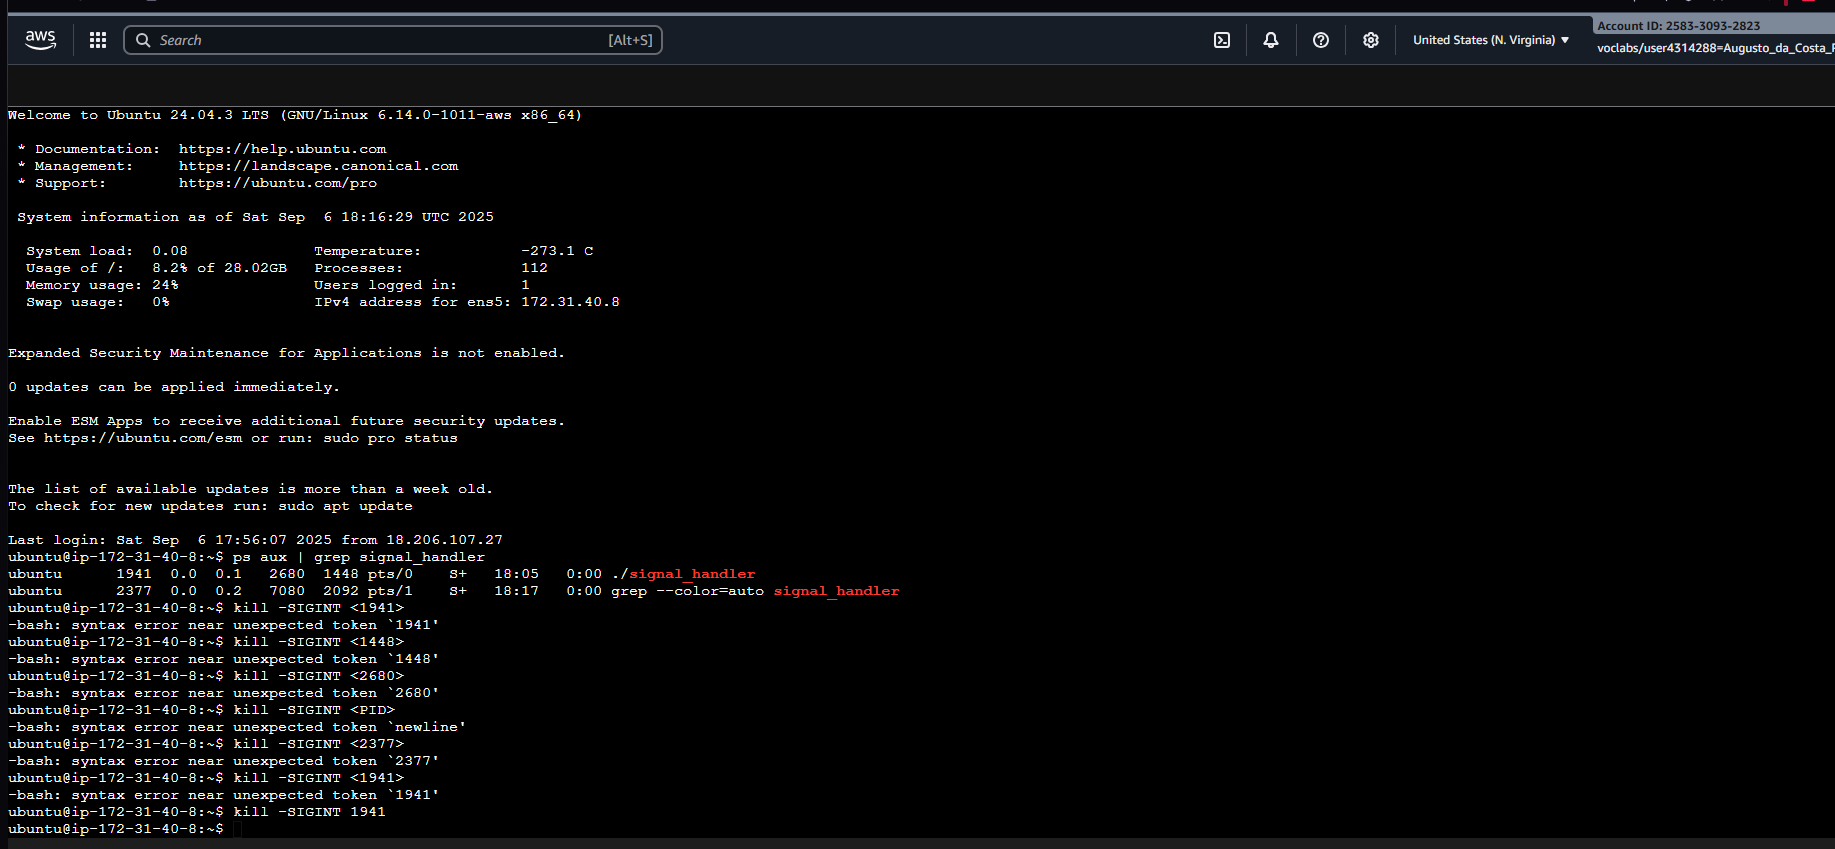 aws
Search
[Alt+S]
United States (N. Virginia)
Account ID: 2583-3093-2823
voclabs/user4314288=Augusto_da_Costa_
Welcome to Ubuntu 24.04.3 LTS (GNU/Linux 6.14.0-1011-aws x86_64)
* Documentation:  https://help.ubuntu.com
* Management:     https://landscape.canonical.com
* Support:        https://ubuntu.com/pro
System information as of Sat Sep  6 18:16:29 UTC 2025
System load:  0.08              Temperature:           -273.1 C
Usage of /:   8.2% of 28.02GB   Processes:             112
Memory usage: 24%               Users logged in:       1
Swap usage:   0%                IPv4 address for ens5: 172.31.40.8
Expanded Security Maintenance for Applications is not enabled.
0 updates can be applied immediately.
Enable ESM Apps to receive additional future security updates.
See https://ubuntu.com/esm or run: sudo pro status
The list of available updates is more than a week old.
To check for new updates run: sudo apt update
Last login: Sat Sep  6 17:56:07 2025 from 18.206.107.27
ubuntu@ip-172-31-40-8:~$ ps aux | grep signal_handler
ubuntu      1941  0.0  0.1   2680  1448 pts/0    S+   18:05   0:00 ./signal_handler
ubuntu      2377  0.0  0.2   7080  2092 pts/1    S+   18:17   0:00 grep --color=auto signal_handler
ubuntu@ip-172-31-40-8:~$ kill -SIGINT <1941>
-bash: syntax error near unexpected token `1941'
ubuntu@ip-172-31-40-8:~$ kill -SIGINT <1448>
-bash: syntax error near unexpected token `1448'
ubuntu@ip-172-31-40-8:~$ kill -SIGINT <2680>
-bash: syntax error near unexpected token `2680'
ubuntu@ip-172-31-40-8:~$ kill -SIGINT <PID>
-bash: syntax error near unexpected token `newline'
ubuntu@ip-172-31-40-8:~$ kill -SIGINT <2377>
-bash: syntax error near unexpected token `2377'
ubuntu@ip-172-31-40-8:~$ kill -SIGINT <1941>
-bash: syntax error near unexpected token `1941'
ubuntu@ip-172-31-40-8:~$ kill -SIGINT 1941
ubuntu@ip-172-31-40-8:~$